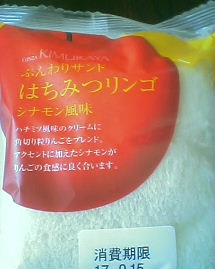 GINZA KIMURAYA
ふんわりサンド
はちみつリンゴ
シナモン風味
ハチミツ風味のクリームに
角切り粒りんごをブレンド。
アクセントに加えたシナモンが
りんごの食感に良く合います。
消費期限
17. 9.15